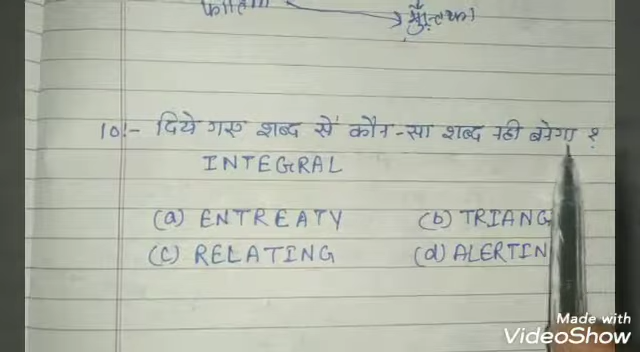 10:- दिये गए शब्द से कौन-सा शब्द नही बनेगा ?
INTEGRAL
(a) ENTREATY (b) TRIANG
(c) RELATING (d) ALERTIN
Made with
VideoShow